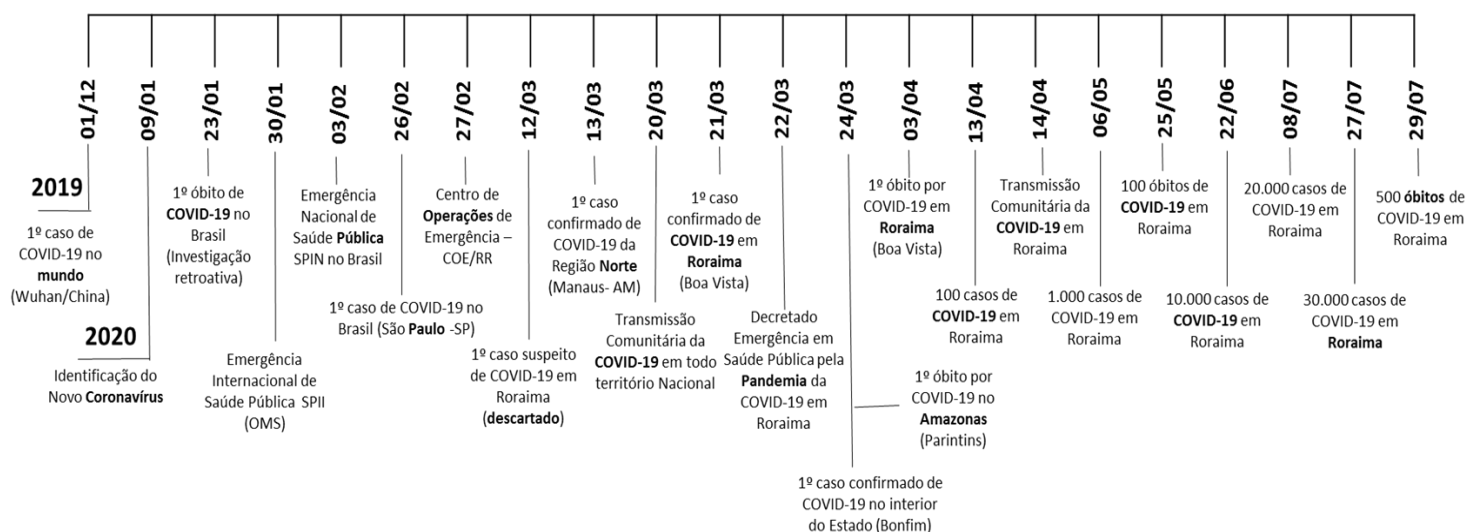 01/12
09/01
23/01
30/01
03/02
26/02
27/02
12/03
13/03
20/03
21/03
22/03
24/03
03/04
13/04
14/04
06/05
25/05
22/06
08/07
27/07
29/07
2019
1º caso de
COVID-19 no
mundo
(Wuhan/China)
2020
Identificação do
Novo Coronavírus
1º óbito de
COVID-19 no
Brasil
(Investigação
retroativa)
Emergência
Internacional de
Saúde Pública SPII
(OMS)
Emergência
Nacional de
Saúde Pública
SPIN no Brasil
1º caso de COVID-19 no
Brasil (São Paulo -SP)
Centro de
Operações de
Emergência –
COE/RR
1º caso suspeito
de COVID-19 em
Roraima
(descartado)
1º caso
confirmado de
COVID-19 da
Região Norte
(Manaus- AM)
Transmissão
Comunitária da
COVID-19 em todo
território Nacional
1º caso
confirmado de
COVID-19 em
Roraima
(Boa Vista)
Decretado
Emergência em
Saúde Pública pela
Pandemia da
COVID-19 em
Roraima
1º caso confirmado de
COVID-19 no interior
do Estado (Bonfim)
1º óbito por
COVID-19 no
Amazonas
(Parintins)
1º óbito por
COVID-19 em
Roraima
(Boa Vista)
100 casos de
COVID-19 em
Roraima
Transmissão
Comunitária da
COVID-19 em
Roraima
1.000 casos de
COVID-19 em
Roraima
100 óbitos de
COVID-19 em
Roraima
10.000 casos de
COVID-19 em
Roraima
20.000 casos de
COVID-19 em
Roraima
30.000 casos de
COVID-19 em
Roraima
500 óbitos de
COVID-19 em
Roraima